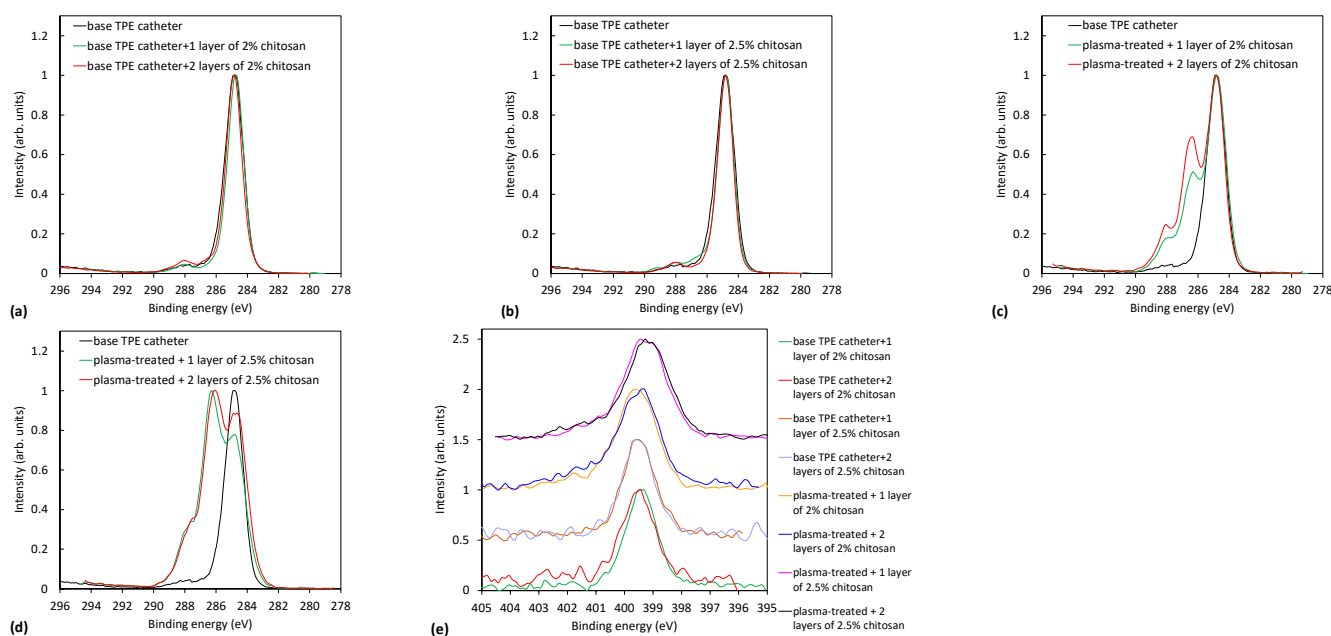 base TPE catheter
base TPE catheter+1 layer of 2% chitosan
base TPE catheter+2 layers of 2% chitosan
1.2
1
0.8
0.6
0.4
0.2
0
Intensity (arb. units)
296 294 292 290 288 286 284 282 280 278
Binding energy (eV)
(a)
base TPE catheter
base TPE catheter+1 layer of 2.5% chitosan
base TPE catheter+2 layers of 2.5% chitosan
1.2
1
0.8
0.6
0.4
0.2
0
Intensity (arb. units)
296 294 292 290 288 286 284 282 280 278
Binding energy (eV)
(b)
base TPE catheter
plasma-treated + 1 layer of 2% chitosan
plasma-treated + 2 layers of 2% chitosan
1.2
1
0.8
0.6
0.4
0.2
0
Intensity (arb. units)
296 294 292 290 288 286 284 282 280 278
Binding energy (eV)
(c)
base TPE catheter
plasma-treated + 1 layer of 2.5% chitosan
plasma-treated + 2 layers of 2.5% chitosan
1.2
1
0.8
0.6
0.4
0.2
0
Intensity (arb. units)
296 294 292 290 288 286 284 282 280 278
Binding energy (eV)
(d)
2.5
2
1.5
1
0.5
0
Intensity (arb. units)
405 404 403 402 401 400 399 398 397 396 395
Binding energy (eV)
(e)
base TPE catheter+1
layer of 2% chitosan
base TPE catheter+2
layers of 2% chitosan
base TPE catheter+1
layer of 2.5% chitosan
base TPE catheter+2
layers of 2.5% chitosan
plasma-treated + 1 layer
of 2% chitosan
plasma-treated + 2
layers of 2% chitosan
plasma-treated + 1 layer
of 2.5% chitosan
plasma-treated + 2
layers of 2.5% chitosan